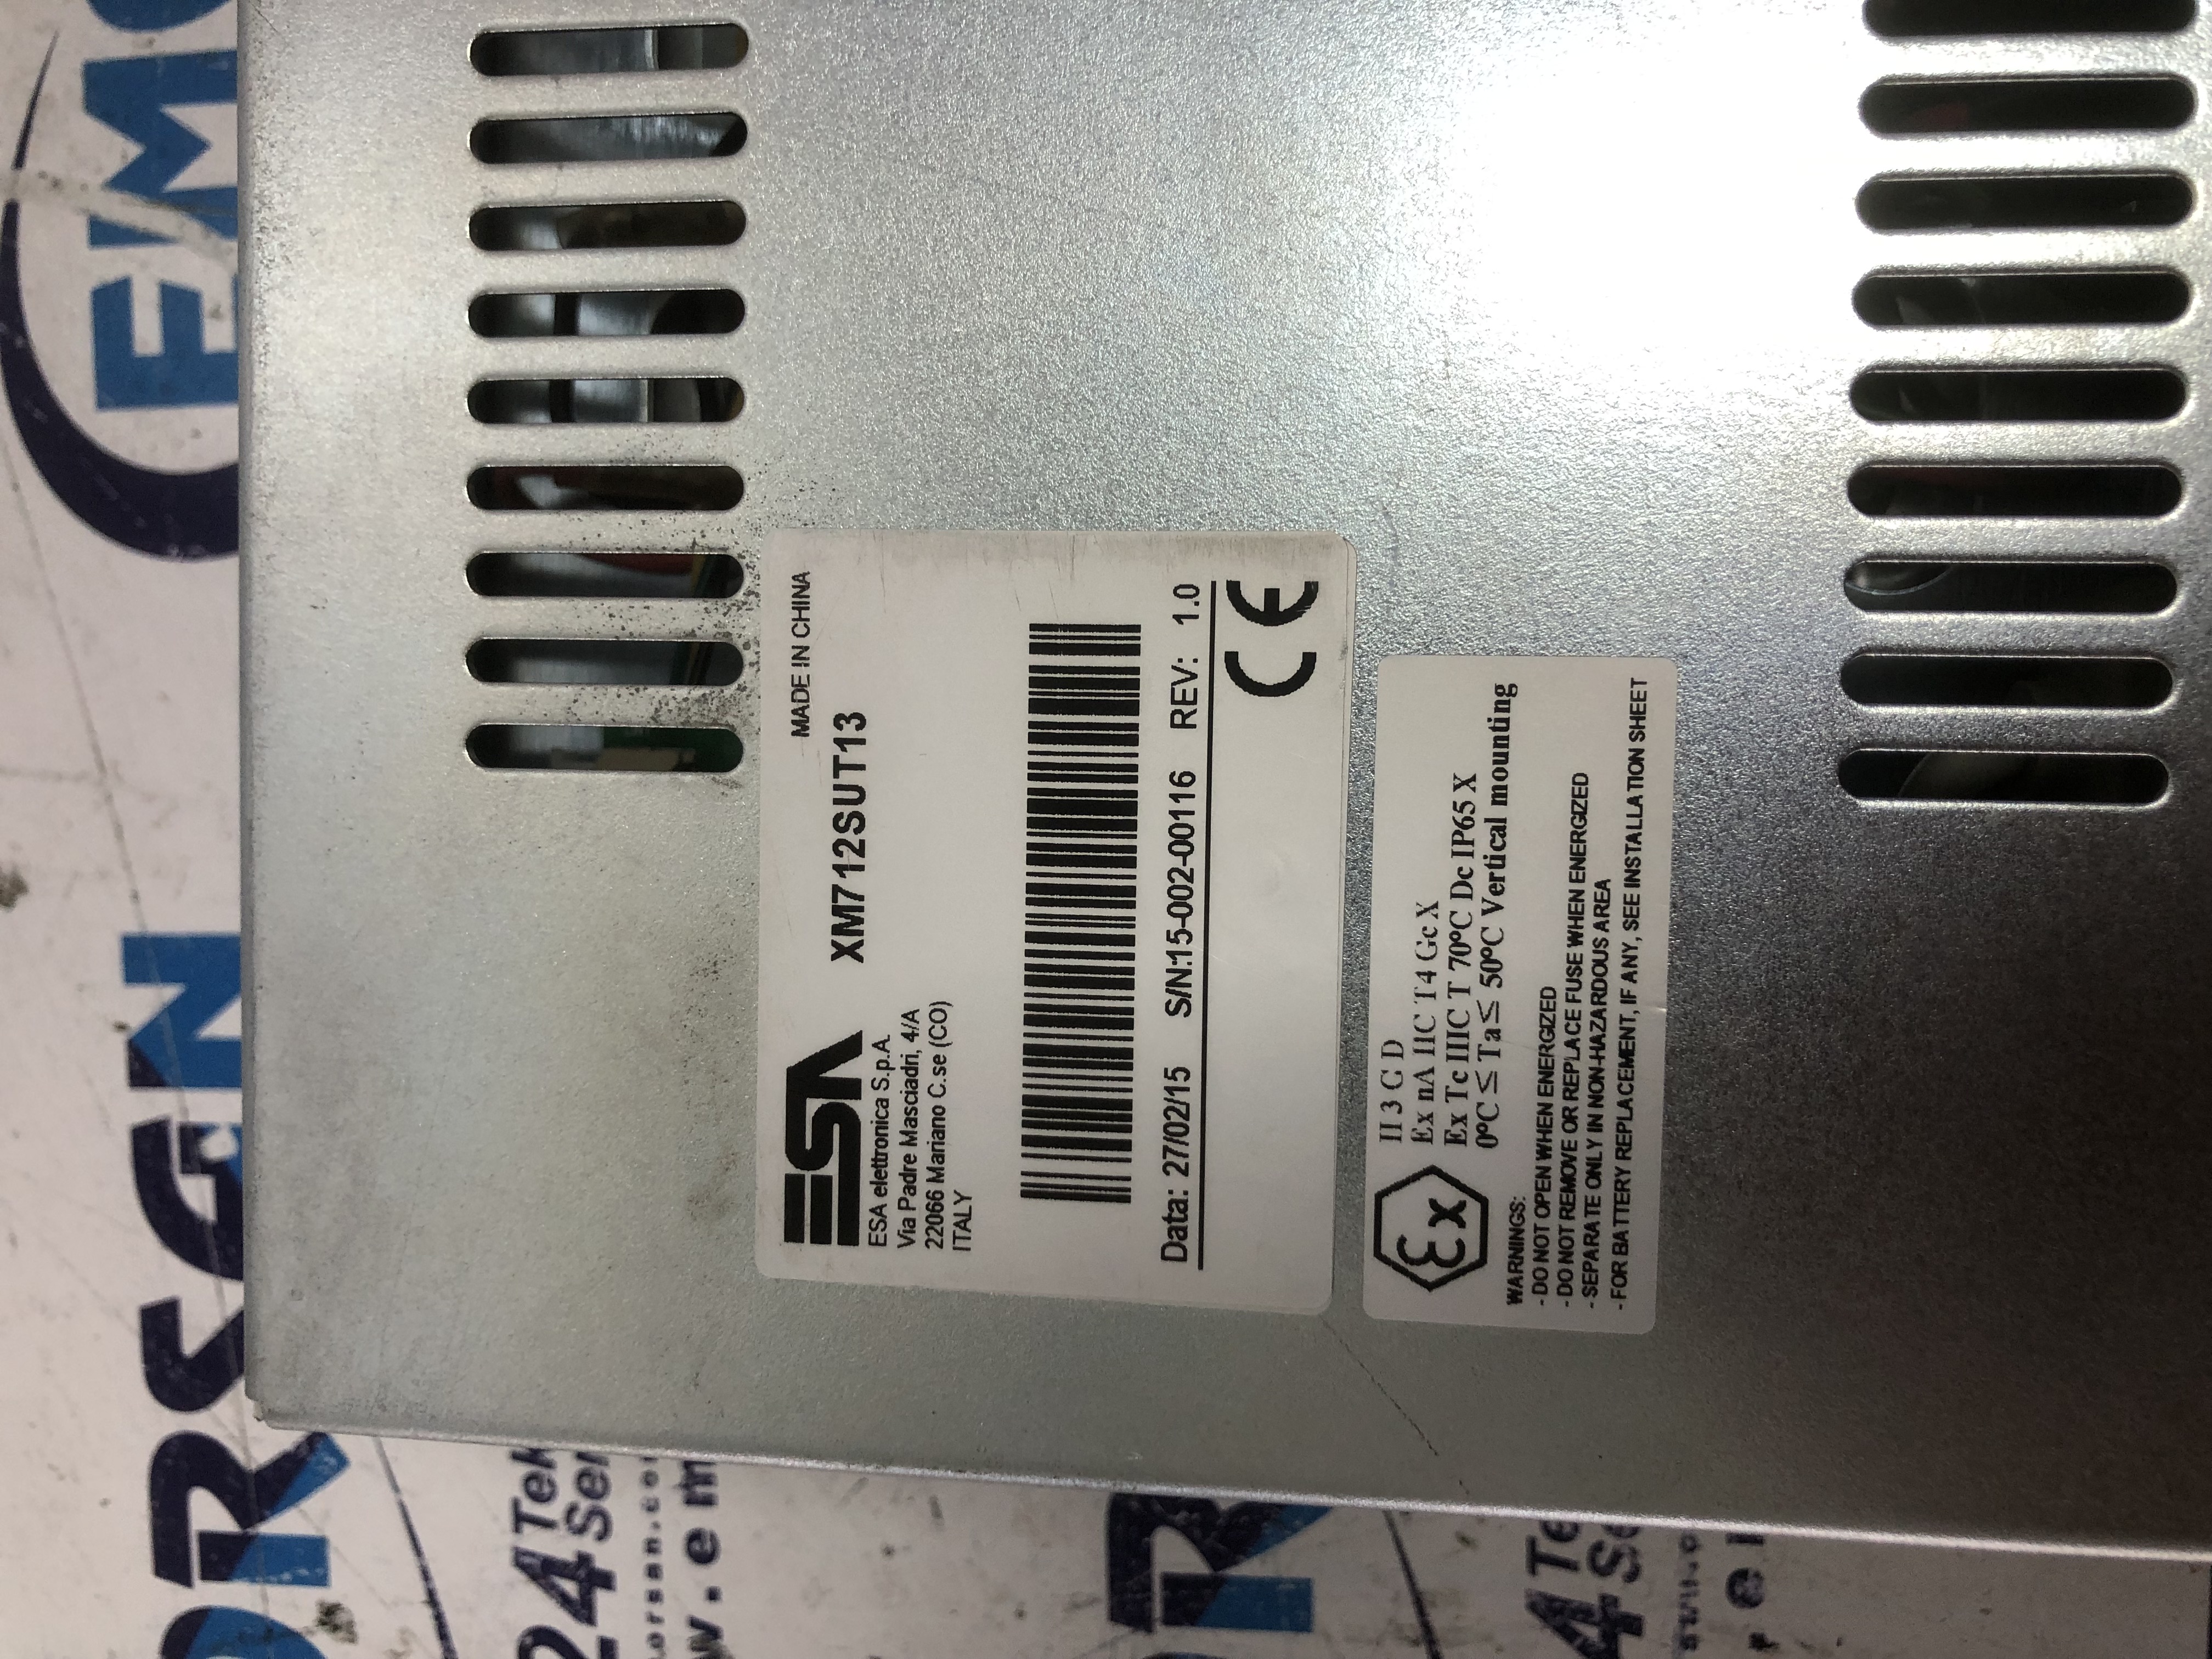 ESA
MADE IN CHINA
XM712SUT13
ESA elettronica S.p.A.
Via Padre Masciadri, 4/A
22066 Mariano C.se (CO)
ITALY
Data: 27/02/15 S/N:15-002-00116 REV: 1.0
CE
Ex
II 3 G D
Ex nA IIC T4 Gc X
Ex Tc IIIC T 70°C Dc IP65 X
0°C ≤ Ta ≤ 50°C Vertical mounting
WARNINGS:
- DO NOT OPEN WHEN ENERGIZED
- DO NOT REMOVE OR REPLACE FUSE WHEN ENERGIZED
- SEPARATE ONLY IN NON-HAZARDOUS AREA
- FOR BATTERY REPLACEMENT, IF ANY, SEE INSTALLATION SHEET
24